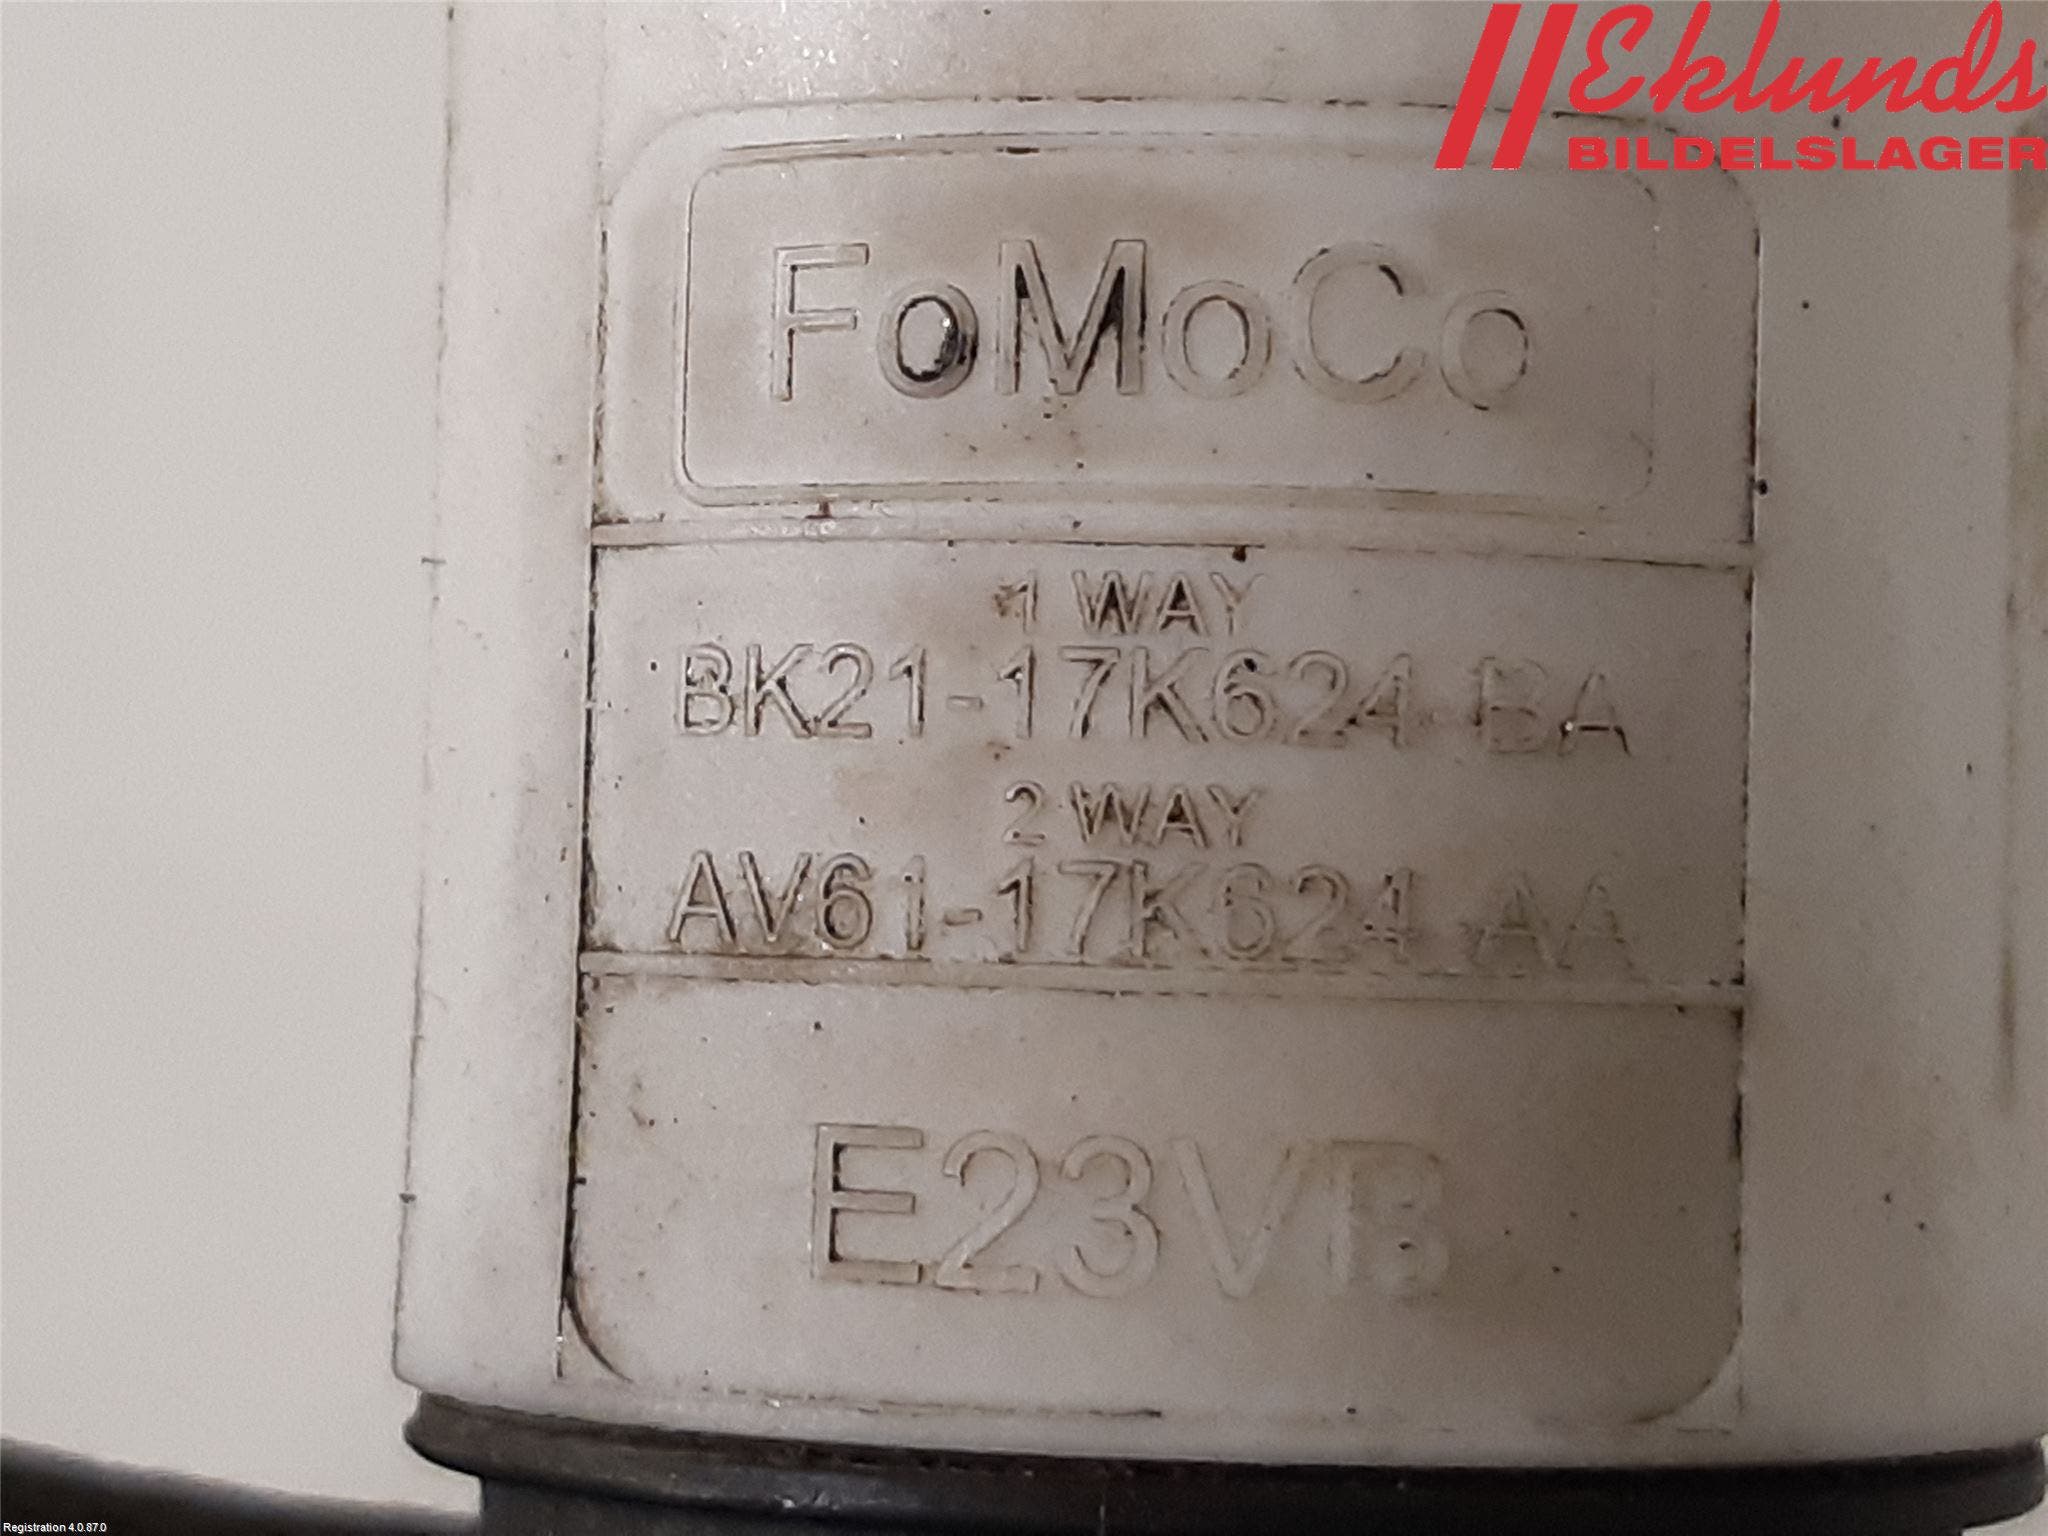 Eklunds
BILDELSLAGER
FoMoCo
1 WAY
BK21-17K624-BA
2 WAY
AV61-17K624-AA
E23VB
Registration 4.0.87.0